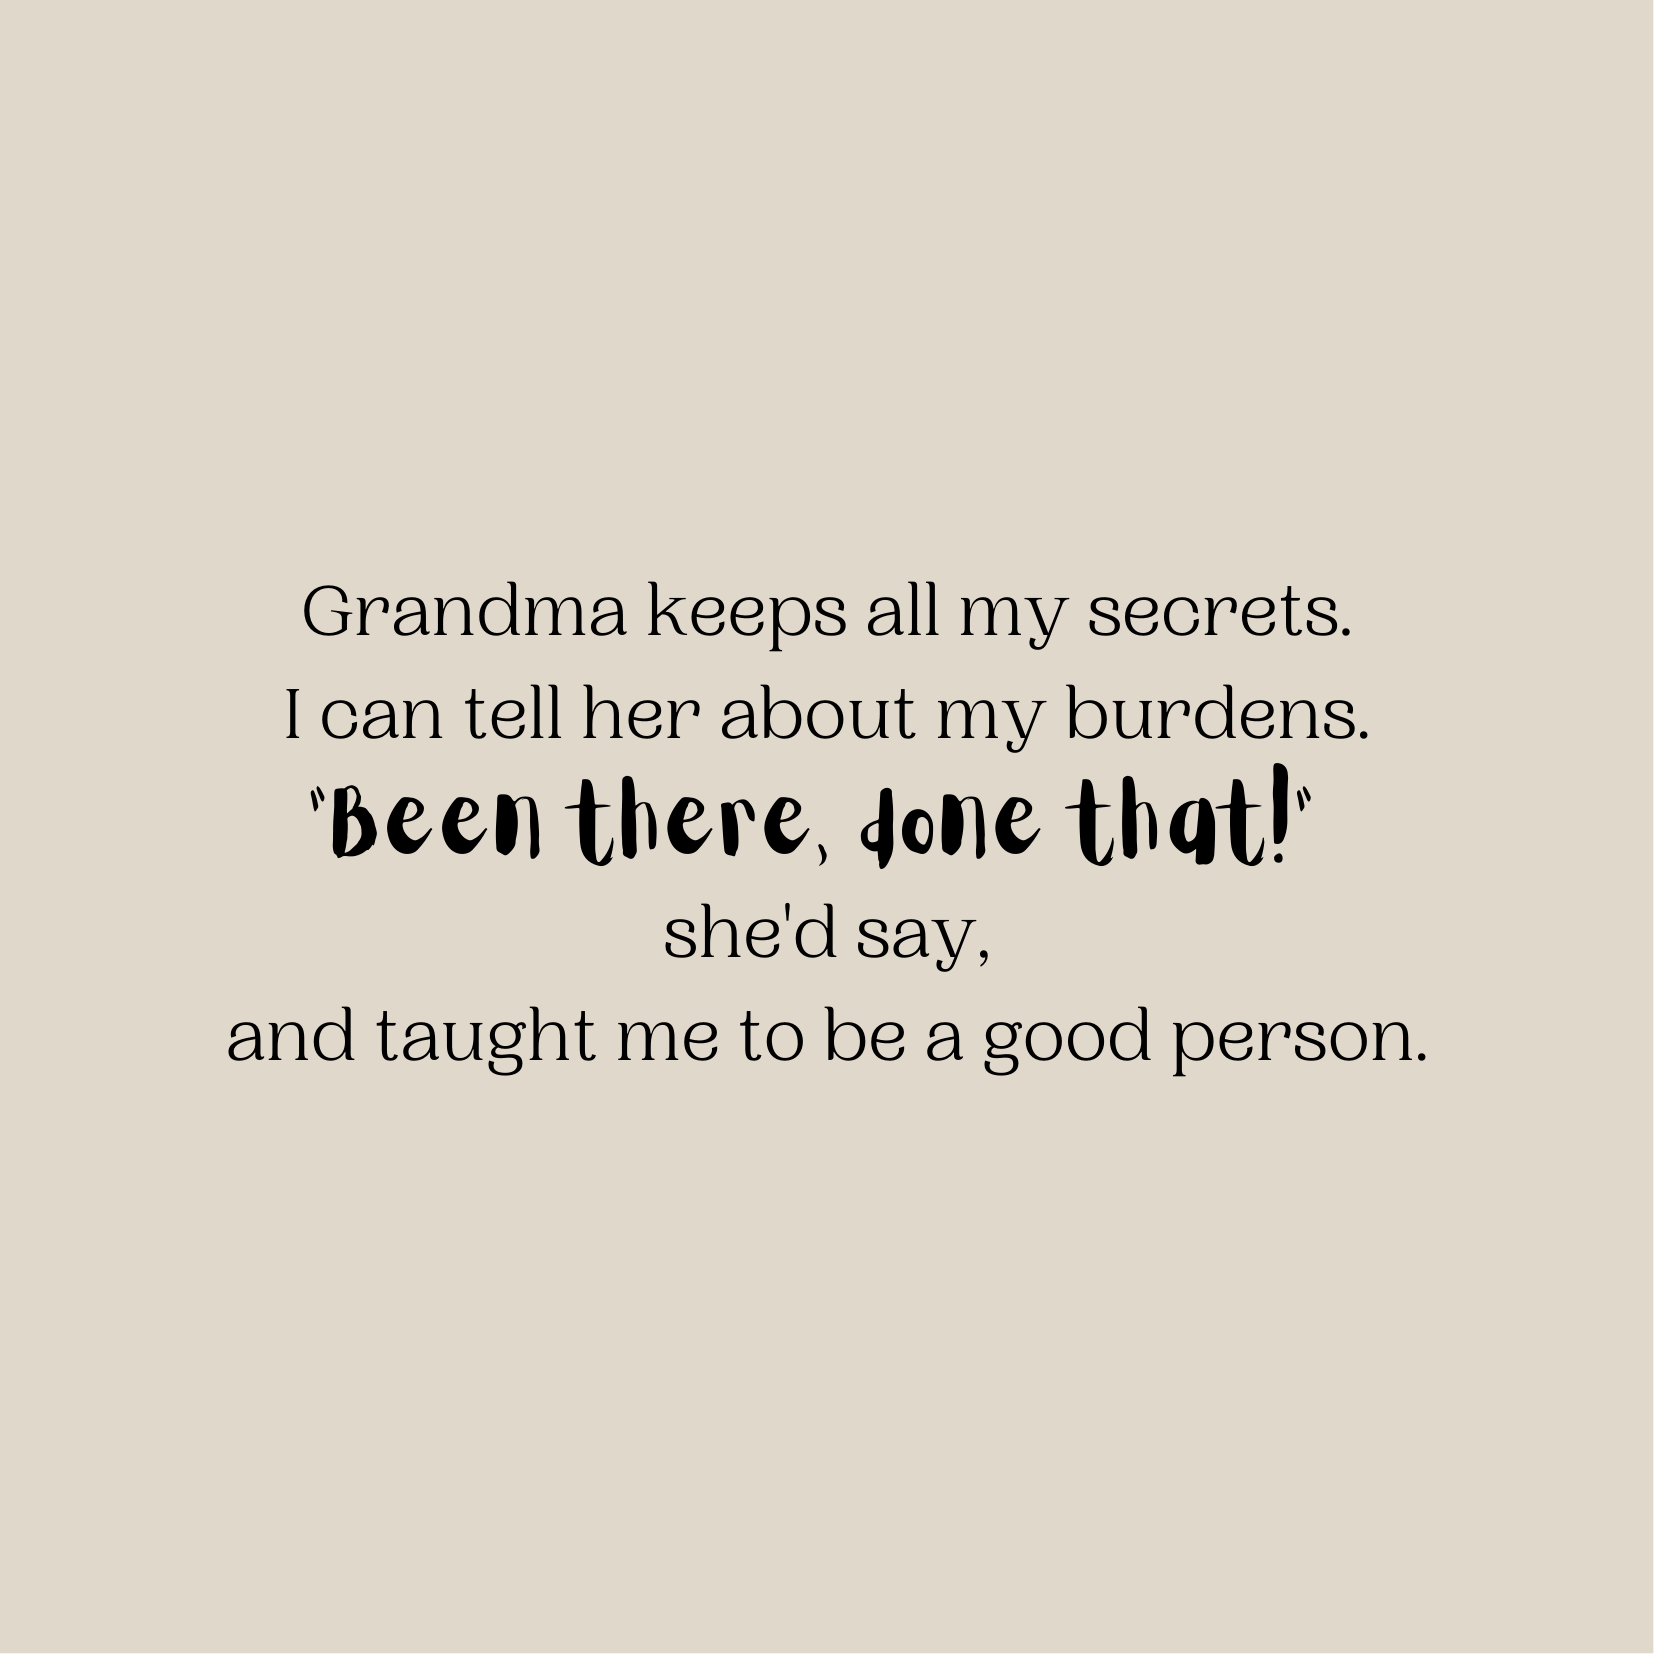 Grandma keeps all my secrets.
I can tell her about my burdens.
"Been there, done that!"
she'd say,
and taught me to be a good person.